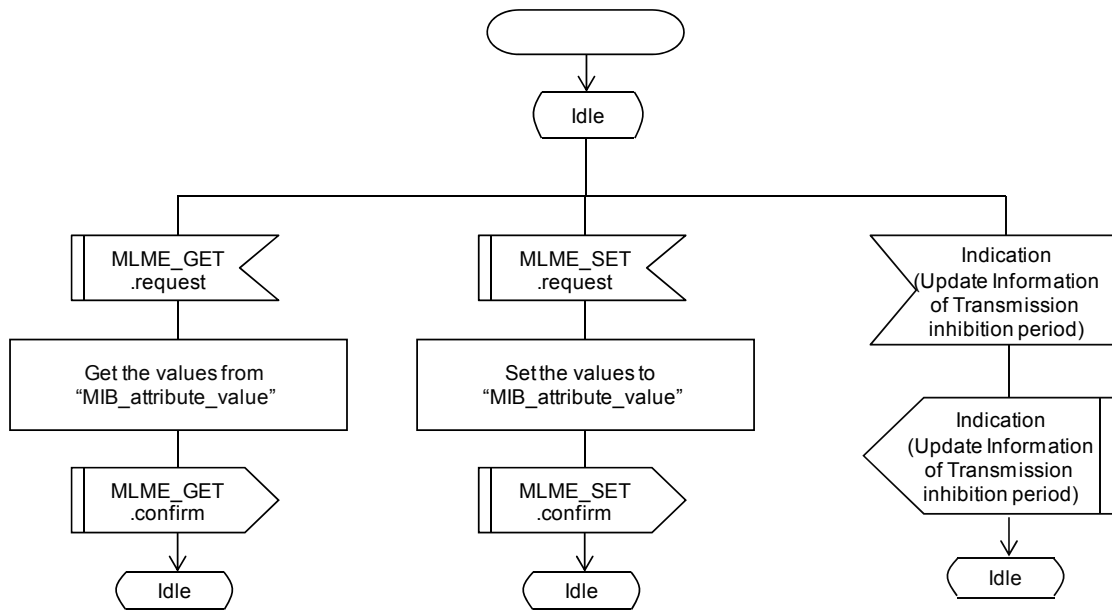 Idle
MLME_GET
.request
MLME_SET
.request
Indication
(Update Information
of Transmission
inhibition period)
Get the values from
“MIB_attribute_value”
Set the values to
“MIB_attribute_value”
Indication
(Update Information
of Transmission
inhibition period)
MLME_GET
.confirm
MLME_SET
.confirm
Idle
Idle
Idle